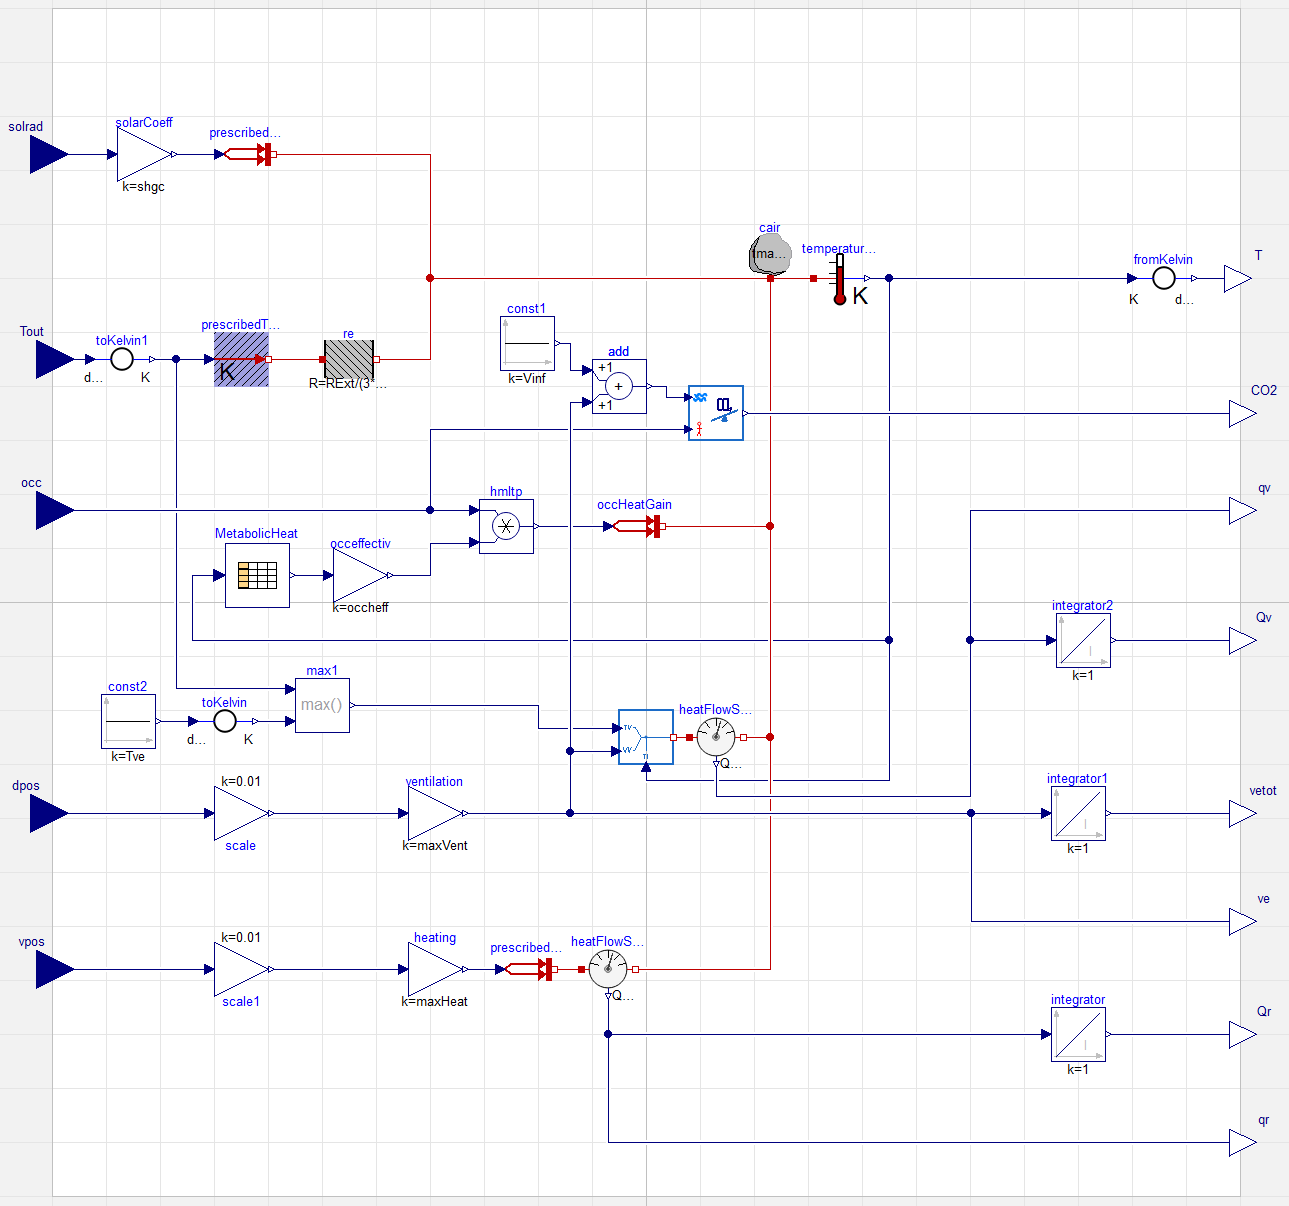 solrad
solarCoeff
prescribed...
k=shgc
cair
(ma...
temperatur...
K
fromKelvin
K
d...
T
Tout
toKelvin1
d...
K
prescribedT...
K
re
R=RExt/(3*...
const1
k=Vinf
add
+1
+
+1
CO2
occ
hmltp
occHeatGain
qv
MetabolicHeat
occeffectiv
k=occheff
integrator2
I
k=1
Qv
const2
k=Tve
toKelvin
d...
K
max1
max()
TV
VV
TI
heatFlowS...
Q...
dpos
k=0.01
scale
ventilation
k=maxVent
integrator1
I
k=1
vetot
ve
vpos
k=0.01
scale1
heating
k=maxHeat
prescribed...
heatFlowS...
Q...
integrator
I
k=1
Qr
qr